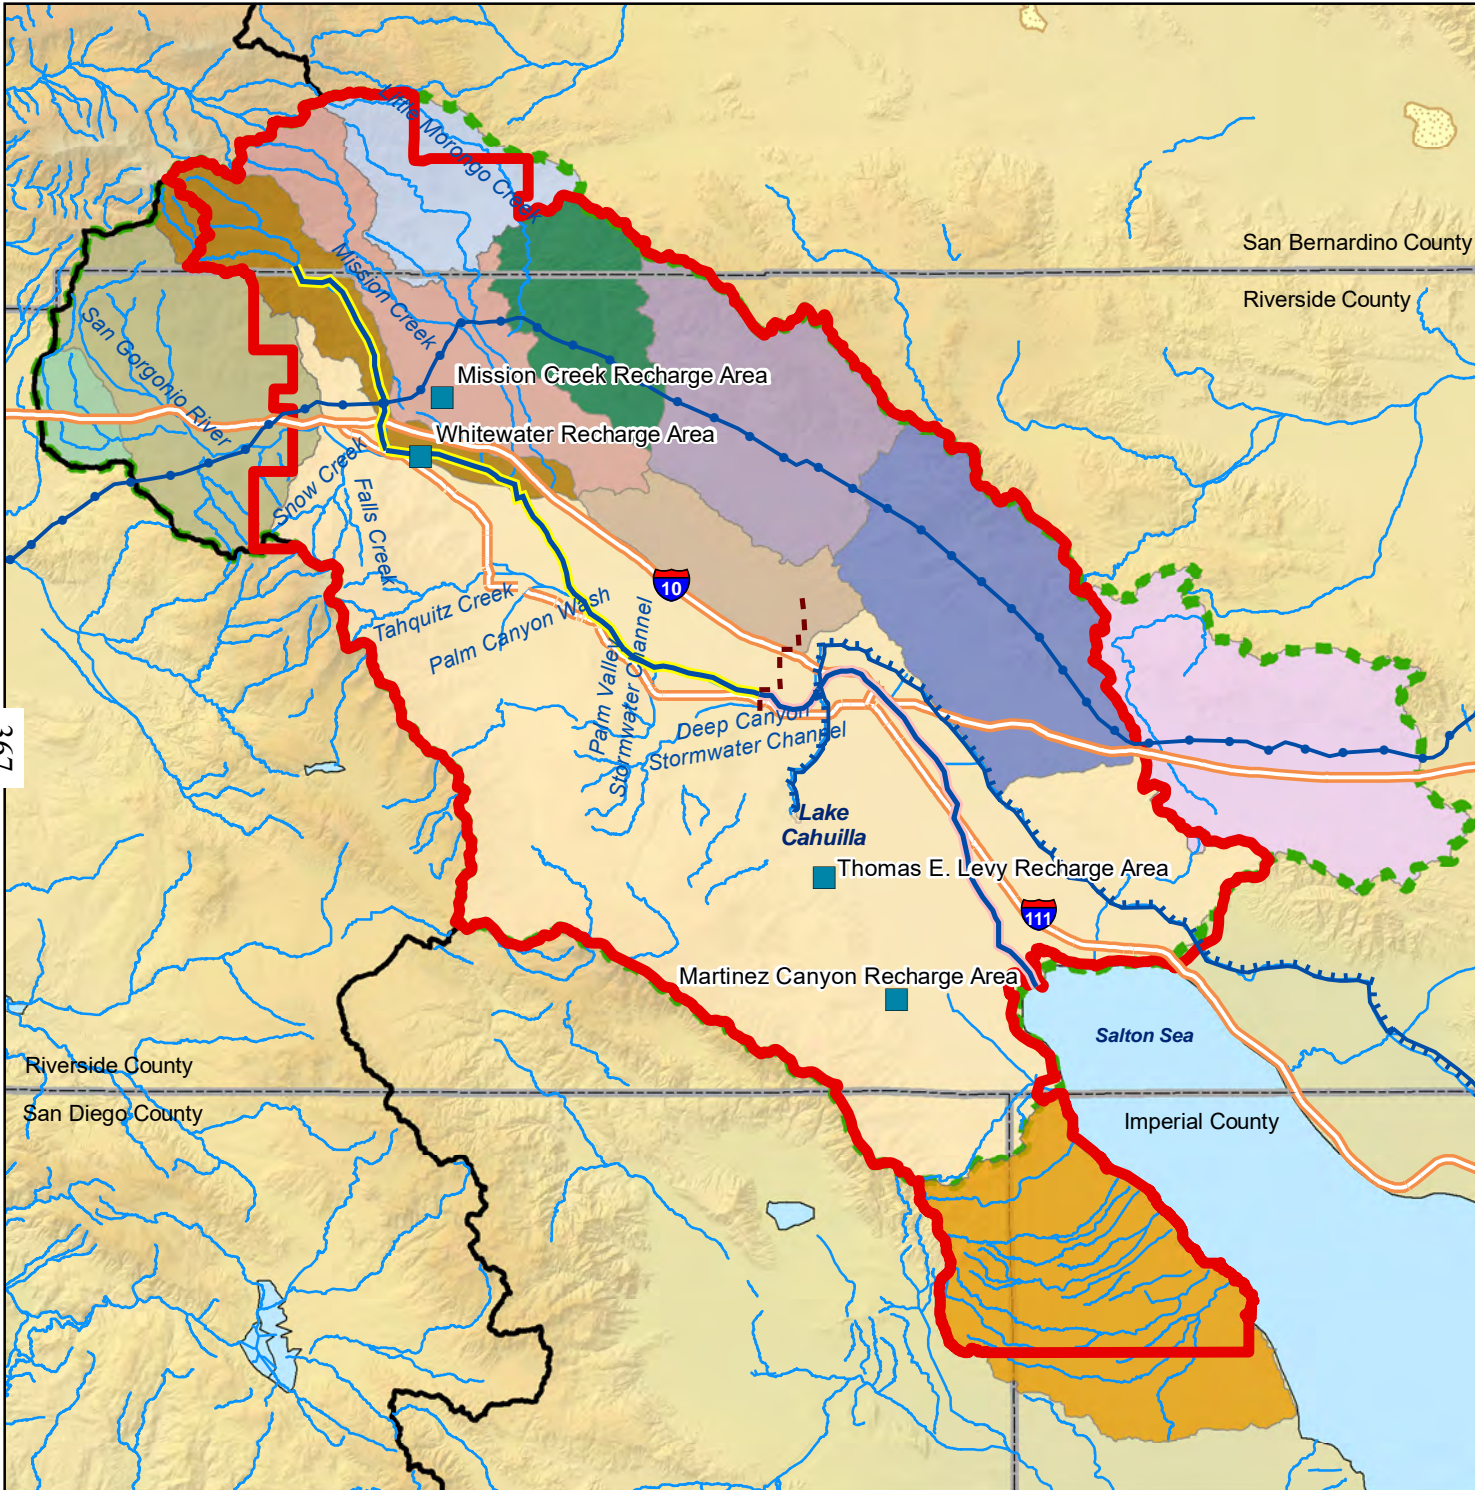 Little Morongo Creek
San Bernardino County
Mission Creek
Riverside County
San Gorgonio River
Mission Creek Recharge Area
Whitewater Recharge Area
Snow Creek
Falls Creek
10
Tahquitz Creek
Palm Canyon Wash
Palm Valley
Stormwater Channel
Deep Canyon
Stormwater Channel
367
Lake
Cahuilla
Thomas E. Levy Recharge Area
111
Martinez Canyon Recharge Area
Salton Sea
Riverside County
San Diego County
Imperial County